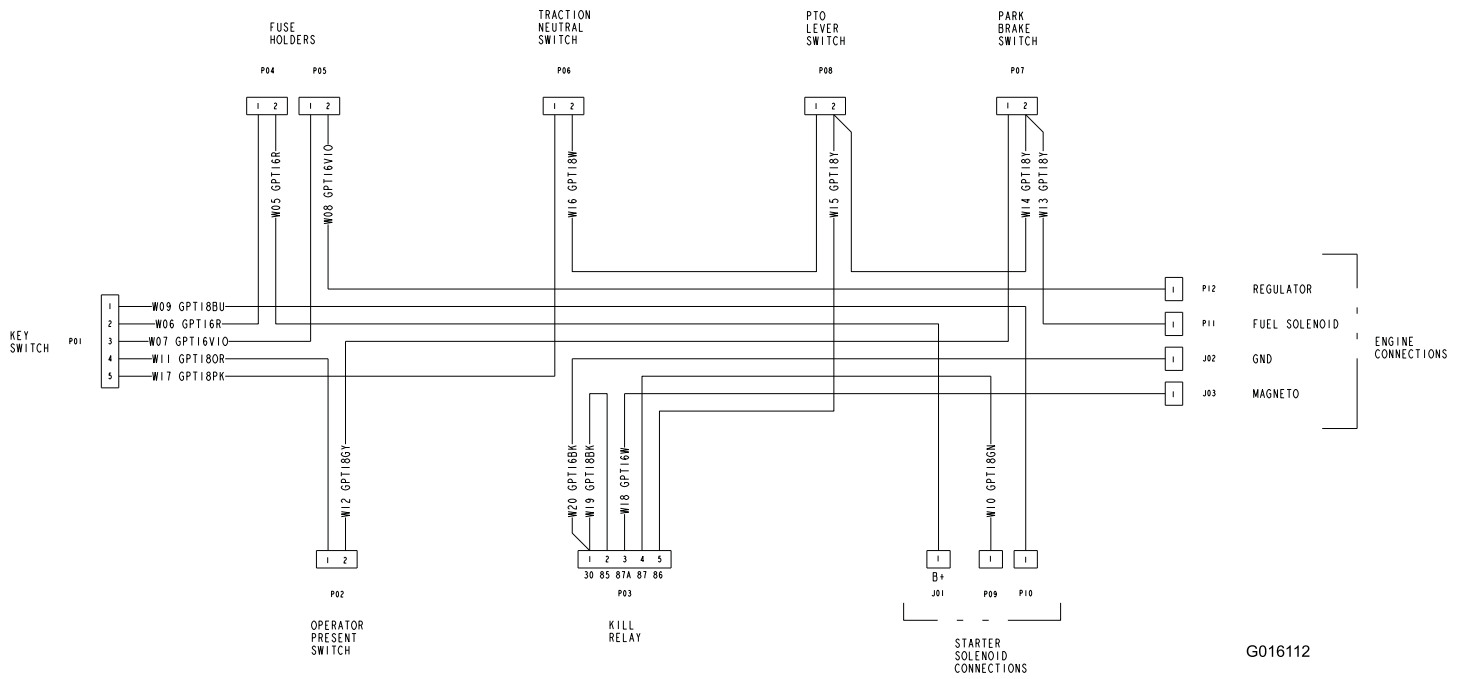 FUSE
HOLDERS
TRACTION
NEUTRAL
SWITCH
PTO
LEVER
SWITCH
PARK
BRAKE
SWITCH
P04
P05
P06
P08
P07
1 2
1 2
1 2
1 2
1 2
W05 GPT16R
W08 GPT16VIO
W16 GPT18W
W15 GPT18Y
W14 GPT18Y
W13 GPT18Y
KEY
SWITCH
P01
1
2
3
4
5
W09 GPT18BU
W06 GPT16R
W07 GPT16VIO
W11 GPT18OR
W17 GPT18PK
1
P12
REGULATOR
1
P11
FUEL SOLENOID
1
J02
GND
1
J03
MAGNETO
ENGINE
CONNECTIONS
W12 GPT18GY
W20 GPT16BK
W19 GPT18BK
W18 GPT16W
W10 GPT18GN
1 2
P02
OPERATOR
PRESENT
SWITCH
1 2 3 4 5
30 85 87A 87 86
P03
KILL
RELAY
1
B+
J01
1
P09
1
P10
STARTER
SOLENOID
CONNECTIONS
G016112